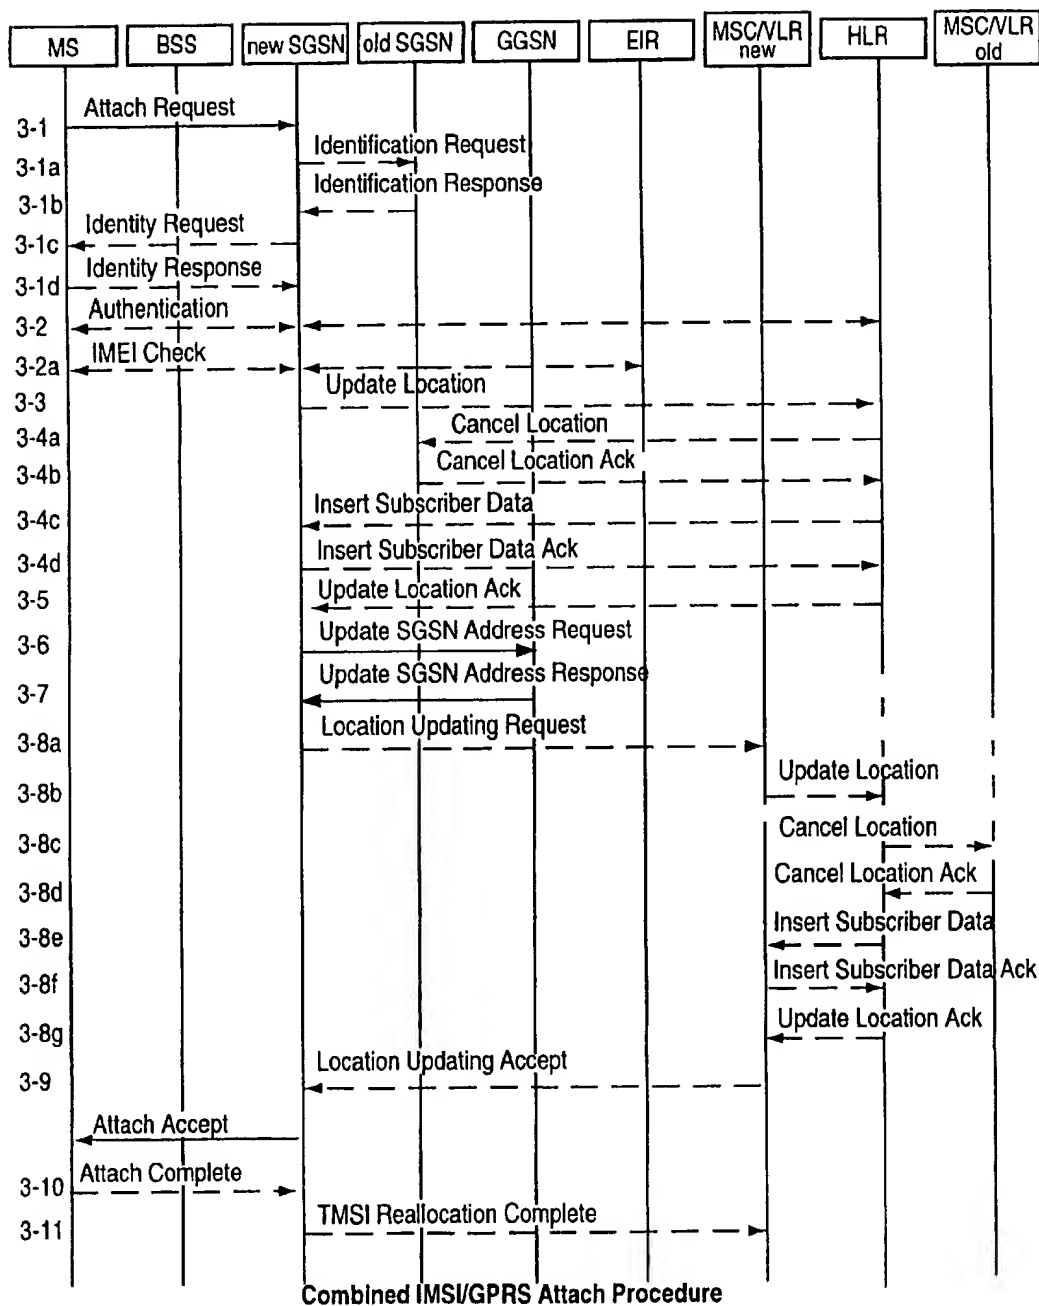 MS BSS new SGSN old SGSN GGSN EIR MSC/VLR new HLR MSC/VLR old
Attach Request
3-1
Identification Request
3-1a
Identification Response
3-1b
Identity Request
3-1c
Identity Response
3-1d
Authentication
3-2
IMEI Check
3-2a
Update Location
3-3
Cancel Location
3-4a
Cancel Location Ack
3-4b
Insert Subscriber Data
3-4c
Insert Subscriber Data Ack
3-4d
Update Location Ack
3-5
Update SGSN Address Request
3-6
Update SGSN Address Response
3-7
Location Updating Request
3-8a
Update Location
3-8b
Cancel Location
3-8c
Cancel Location Ack
3-8d
Insert Subscriber Data
3-8e
Insert Subscriber Data Ack
3-8f
Update Location Ack
3-8g
Location Updating Accept
3-9
Attach Accept
Attach Complete
3-10
TMSI Reallocation Complete
3-11
Combined IMSI/GPRS Attach Procedure